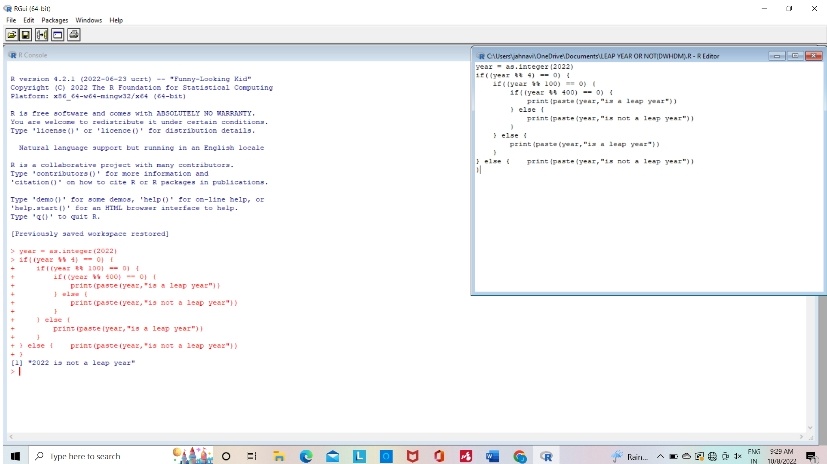 RGui (64-bit)
File Edit Packages Windows Help
R Console
R version 4.2.1 (2022-06-23 ucrt) -- "Funny-Looking Kid"
Copyright (C) 2022 The R Foundation for Statistical Computing
Platform: x86_64-w64-mingw32/x64 (64-bit)
R is free software and comes with ABSOLUTELY NO WARRANTY.
You are welcome to redistribute it under certain conditions.
Type 'license()' or 'licence()' for distribution details.
Natural language support but running in an English locale
R is a collaborative project with many contributors.
Type 'contributors()' for more information and
'citation()' on how to cite R or R packages in publications.
Type 'demo()' for some demos, 'help()' for on-line help, or
'help.start()' for an HTML browser interface to help.
Type 'q()' to quit R.
[Previously saved workspace restored]
> year = as.integer(2022)
> if((year %% 4) == 0) {
+ if((year %% 100) == 0) {
+ if((year %% 400) == 0) {
+ print(paste(year,"is a leap year"))
+ } else {
+ print(paste(year,"is not a leap year"))
+ }
+ } else {
+ print(paste(year,"is a leap year"))
+ }
+ } else { print(paste(year,"is not a leap year"))
+ }
[1] "2022 is not a leap year"
>
C:\Users\jahnavi\OneDrive\Documents\LEAP YEAR OR NOT(DWHDM).R - R Editor
year = as.integer(2022)
if((year %% 4) == 0) {
if((year %% 100) == 0) {
if((year %% 400) == 0) {
print(paste(year,"is a leap year"))
} else {
print(paste(year,"is not a leap year"))
}
} else {
print(paste(year,"is a leap year"))
}
} else { print(paste(year,"is not a leap year"))
}
Type here to search
Rain...
ENG
IN
9:29 AM
10/8/2022